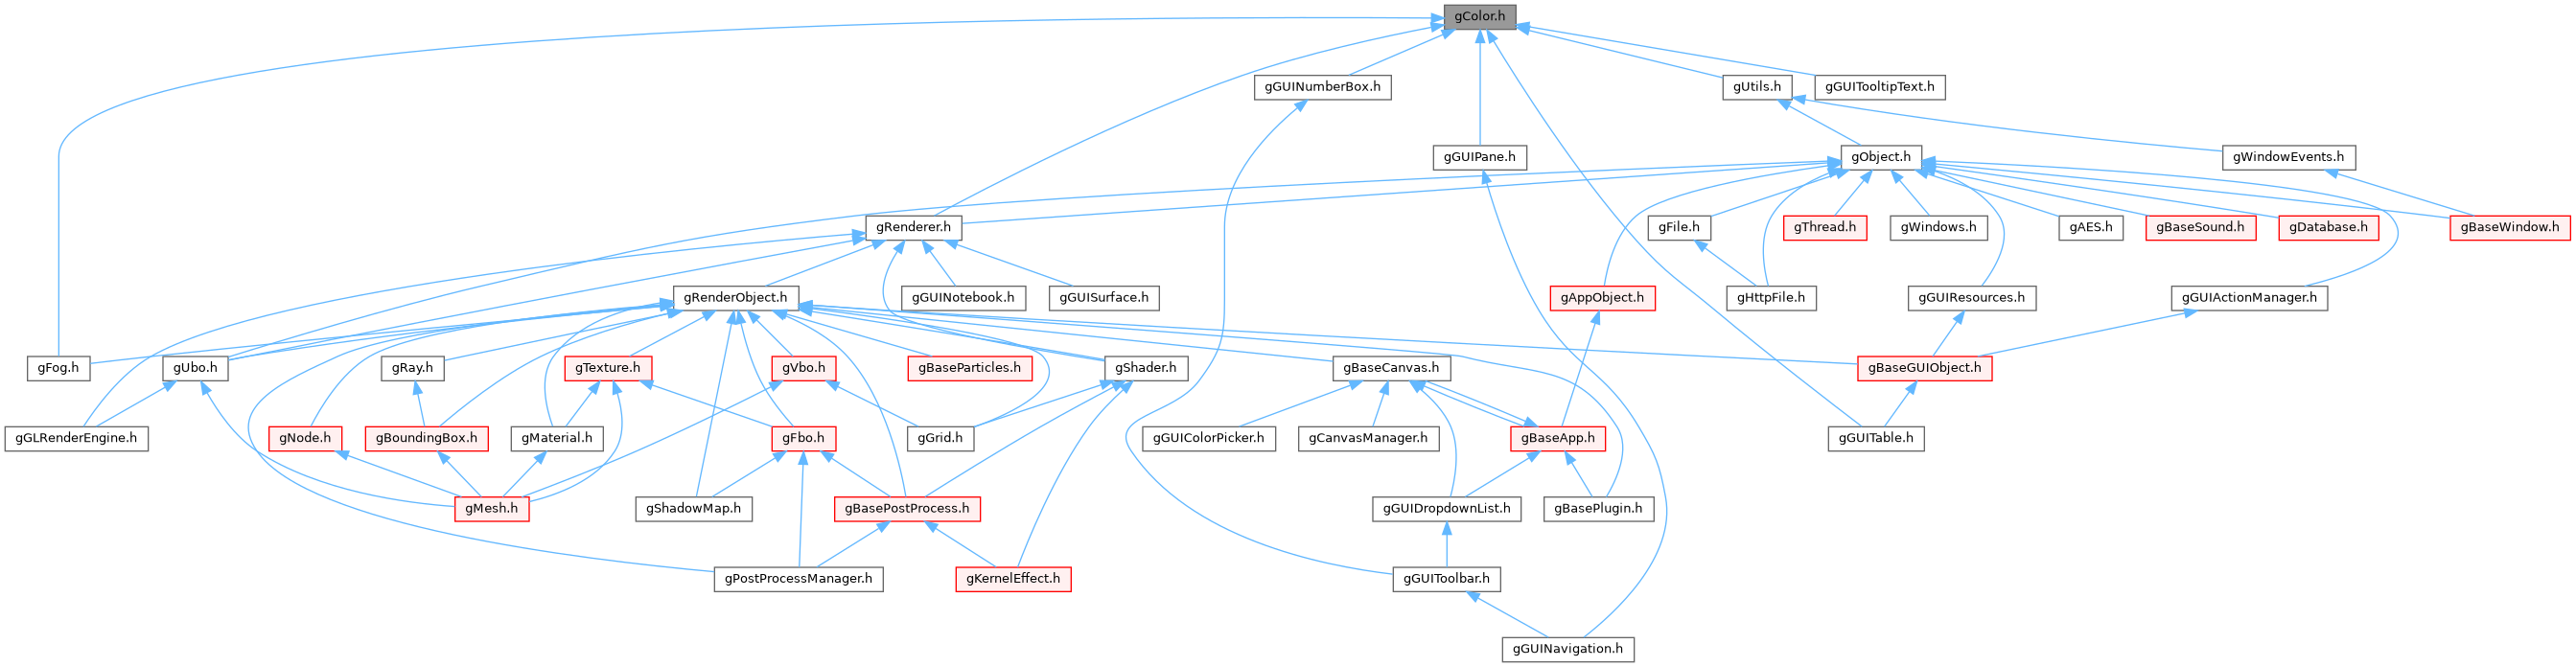 gColor.h
gGUINumberBox.h
gUtils.h
gGUITooltipText.h
gGUIPane.h
gObject.h
gWindowEvents.h
gRenderer.h
gFile.h
gThread.h
gWindows.h
gAES.h
gBaseSound.h
gDatabase.h
gBaseWindow.h
gRenderObject.h
gGUINotebook.h
gGUISurface.h
gAppObject.h
gHttpFile.h
gGUIResources.h
gGUIActionManager.h
gFog.h
gUbo.h
gRay.h
gTexture.h
gVbo.h
gBaseParticles.h
gShader.h
gBaseCanvas.h
gBaseGUIObject.h
gGLRenderEngine.h
gNode.h
gBoundingBox.h
gMaterial.h
gFbo.h
gGrid.h
gGUIColorPicker.h
gCanvasManager.h
gBaseApp.h
gGUITable.h
gMesh.h
gShadowMap.h
gBasePostProcess.h
gGUIDropdownList.h
gBasePlugin.h
gPostProcessManager.h
gKernelEffect.h
gGUIToolbar.h
gGUINavigation.h